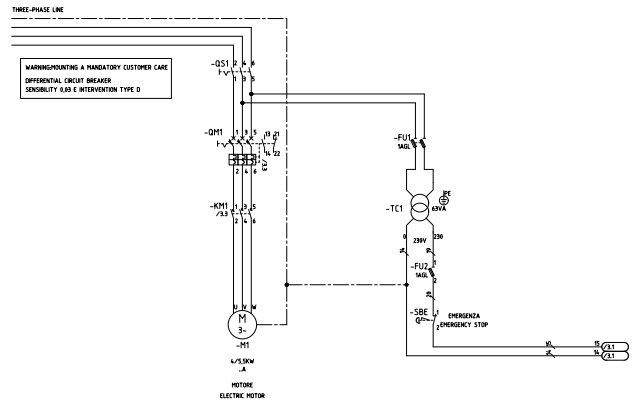 THREE-PHASE LINE
WARNING:MOUNTING A MANDATORY CUSTOMER CARE
DIFFERENTIAL CIRCUIT BREAKER
SENSIBILITY 0,03 E INTERVENTION TYPE D
-QS1 2 4 6
1 3 5
-QM1 1 3 5 13 21
14 22
/3.3
2 4 6
-FU1
1AGL
-KM1 1 3 5
/3.3
2 4 6
-TC1 63VA PE
0 230V 230
-FU2 1
1AGL 2
-SBE 1
2
EMERGENZA
EMERGENCY STOP
U V W
M
3~
-M1
4/5,5KW
..A
MOTORE
ELECTRIC MOTOR
15 /3.1
14 /3.1